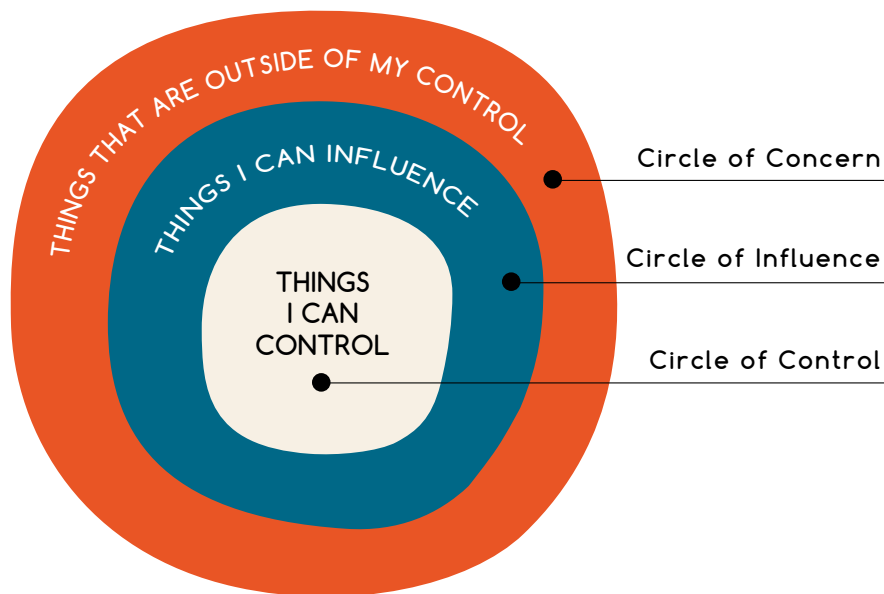 THINGS THAT ARE OUTSIDE OF MY CONTROL
THINGS I CAN INFLUENCE
THINGS
I CAN
CONTROL
Circle of Concern
Circle of Influence
Circle of Control